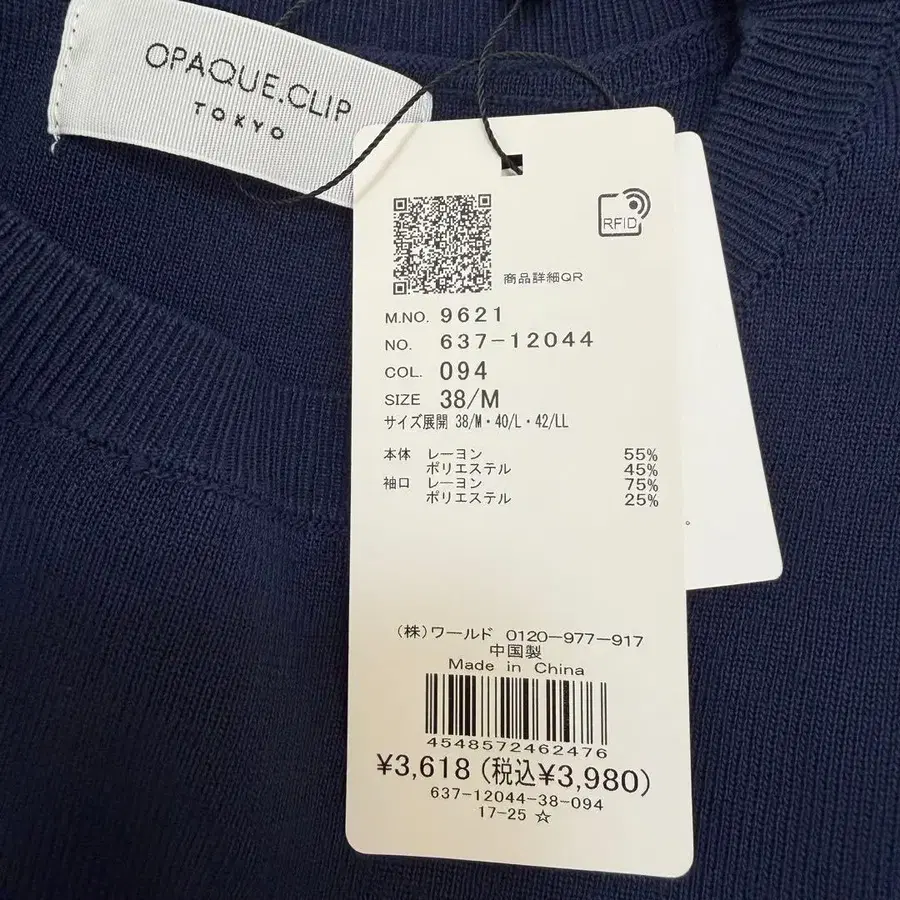 OPAQUE.CLIP
TOKYO
RFID
商品詳細QR
M.NO. 9621
NO. 637-12044
COL. 094
SIZE 38/M
サイズ展開 38/M・40/L・42/LL
本体 レーヨン 55%
ポリエステル 45%
袖口 レーヨン 75%
ポリエステル 25%
。
(株)ワールド 0120-977-917
中国製
Made in China
4548572462476
¥3,618(税込¥3,980)
637-12044-38-094
17-25 ☆